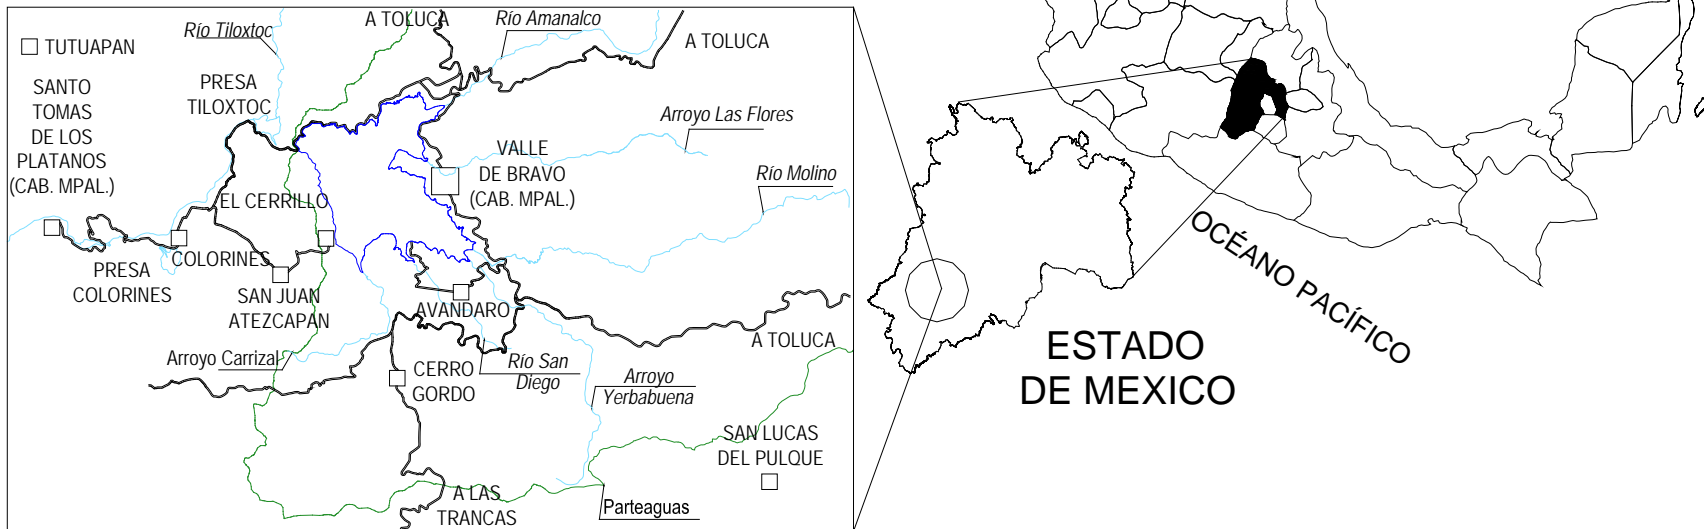 A TOLUCA
Río Amanalco
Río Tiloxtoc
A TOLUCA
TUTUAPAN
SANTO
TOMAS
DE LOS
PLATANOS
(CAB. MPAL.)
PRESA
TILOXTOC
Arroyo Las Flores
VALLE
DE BRAVO
(CAB. MPAL.)
Río Molino
EL CERRILLO
COLORINES
PRESA
COLORINES
SAN JUAN
ATEZCAPAN
AVANDARO
A TOLUCA
Arroyo Carrizal
CERRO
GORDO
Río San
Diego
Arroyo
Yerbabuena
SAN LUCAS
DEL PULQUE
A LAS
TRANCAS
Parteaguas
OCÉANO PACÍFICO
ESTADO
DE MEXICO